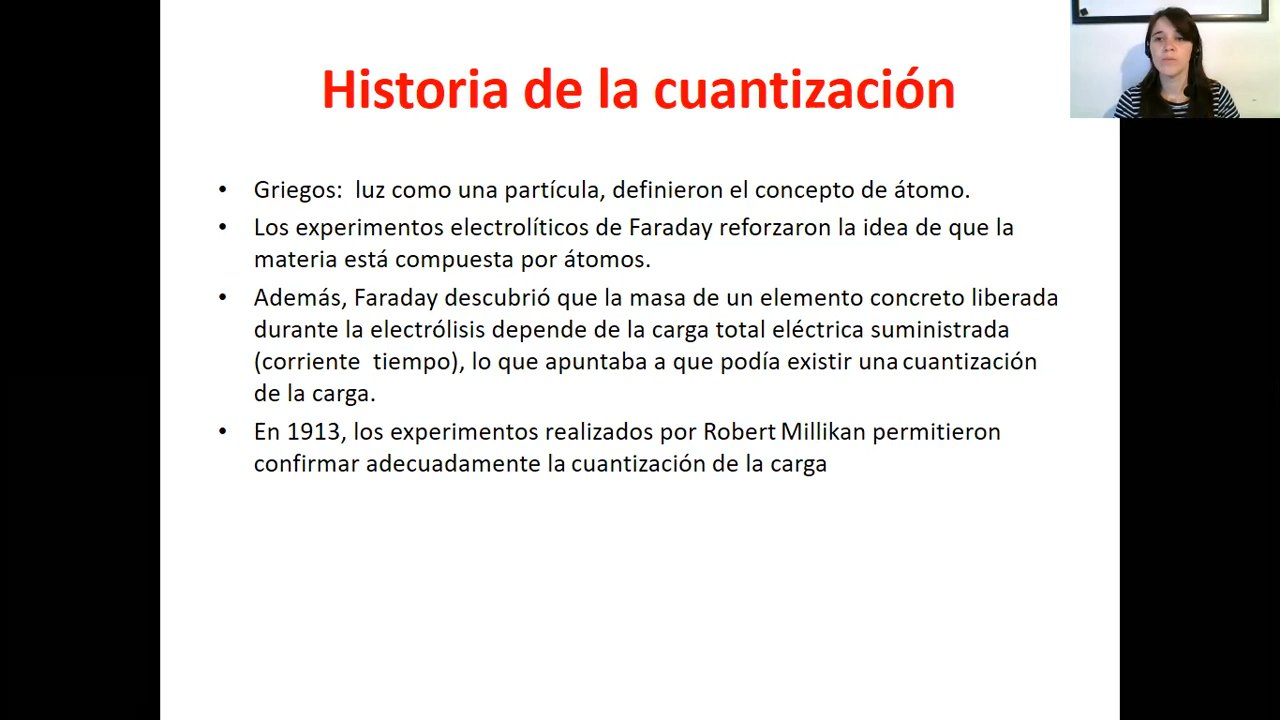 Historia de la cuantización
• Griegos: luz como una partícula, definieron el concepto de átomo.
• Los experimentos electrolíticos de Faraday reforzaron la idea de que la
materia está compuesta por átomos.
• Además, Faraday descubrió que la masa de un elemento concreto liberada
durante la electrólisis depende de la carga total eléctrica suministrada
(corriente tiempo), lo que apuntaba a que podía existir una cuantización
de la carga.
• En 1913, los experimentos realizados por Robert Millikan permitieron
confirmar adecuadamente la cuantización de la carga